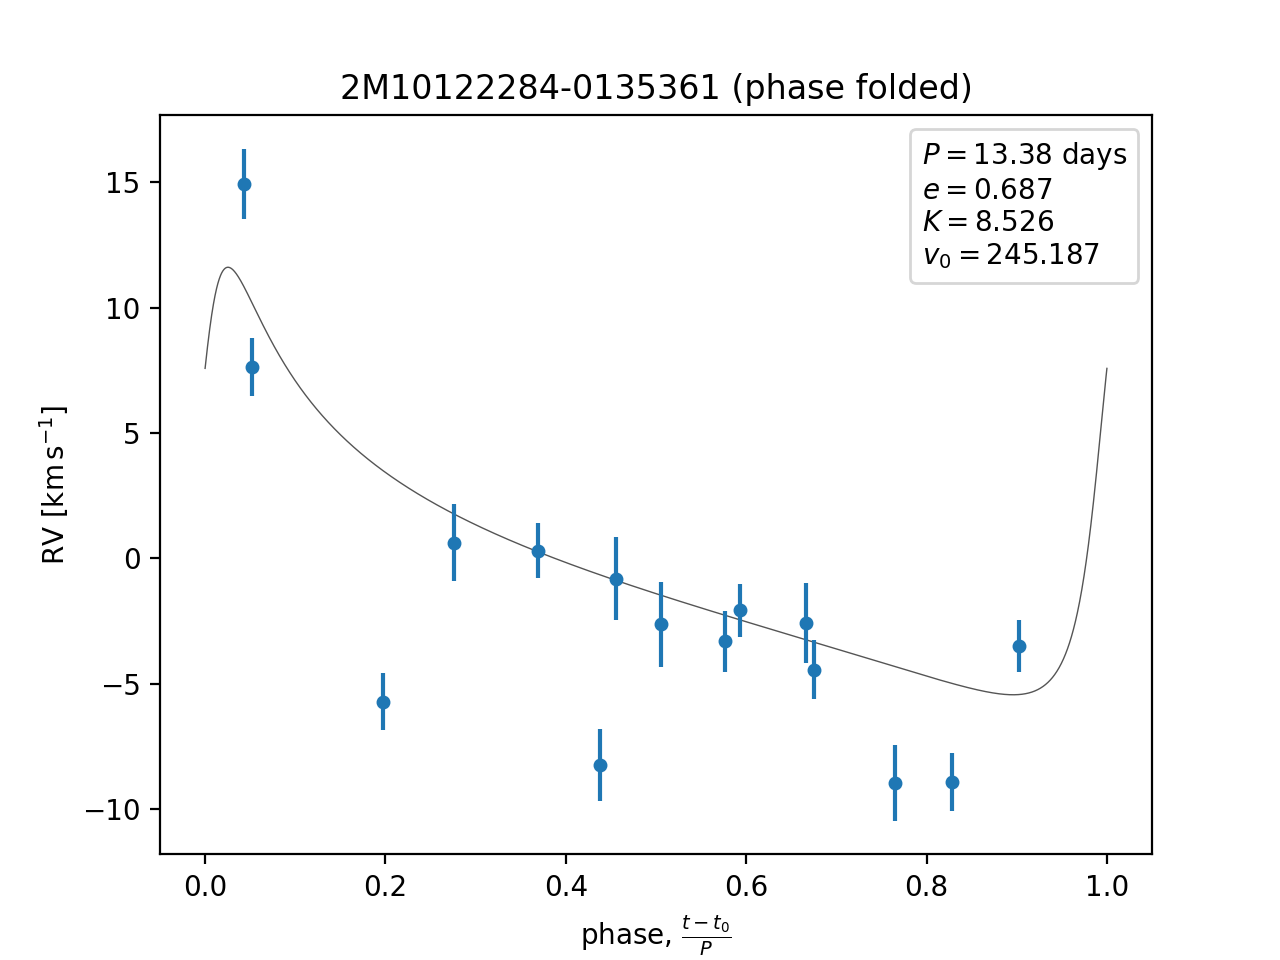 2M10122284-0135361 (phase folded)
P = 13.38 days
e = 0.687
K = 8.526
v₀ = 245.187
15
10
5
0
−5
−10
RV [km s⁻¹]
0.0 0.2 0.4 0.6 0.8 1.0
phase, (t − t₀)/P